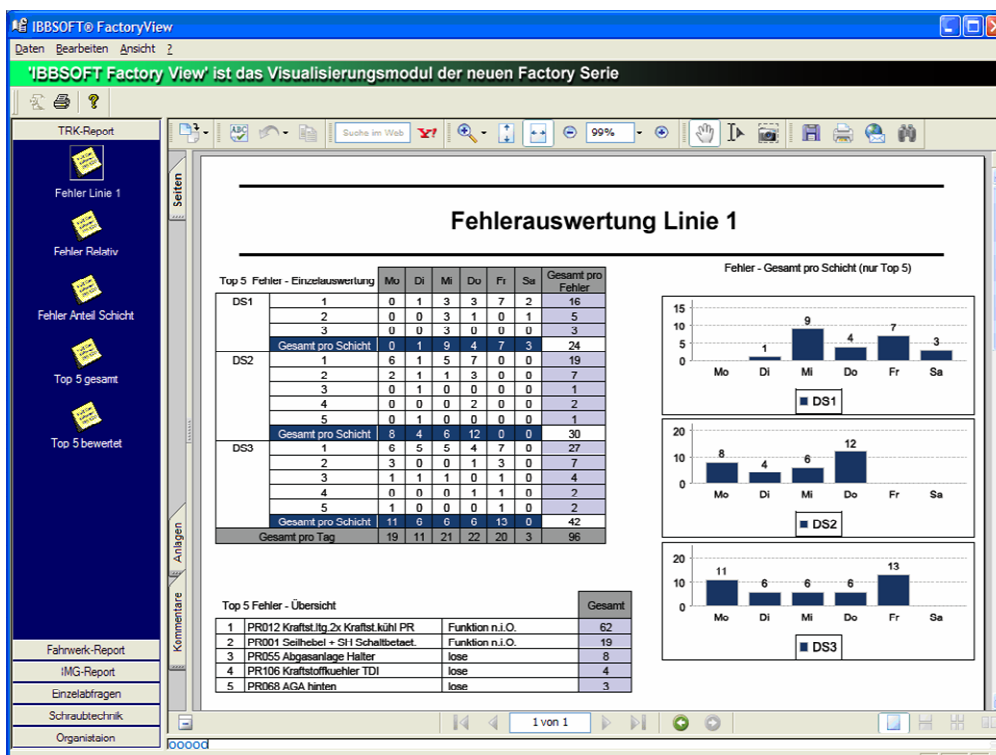 IBBSOFT® FactoryView
Daten Bearbeiten Ansicht ?
'IBBSOFT Factory View' ist das Visualisierungsmodul der neuen Factory Serie
TRK-Report
Fehler Linie 1
Fehler Relativ
Fehler Anteil Schicht
Top 5 gesamt
Top 5 bewertet
Fahrwerk-Report
IMG-Report
Einzelabfragen
Schraubtechnik
Organistaion
Suche im Web Y! 99%
Seiten
Anlagen
Kommentare
Fehlerauswertung Linie 1
Top 5 Fehler - Einzelauswertung Mo Di Mi Do Fr Sa Gesamt pro Fehler
DS1 1 0 1 3 3 7 2 16
2 0 0 3 1 0 1 5
3 0 0 3 0 0 0 3
Gesamt pro Schicht 0 1 9 4 7 3 24
DS2 1 6 1 5 7 0 0 19
2 2 1 1 3 0 0 7
3 0 1 0 0 0 0 1
4 0 0 0 2 0 0 2
5 0 1 0 0 0 0 1
Gesamt pro Schicht 8 4 6 12 0 0 30
DS3 1 6 5 5 4 7 0 27
2 3 0 0 1 3 0 7
3 1 1 1 0 1 0 4
4 0 0 0 1 1 0 2
5 1 0 0 0 1 0 2
Gesamt pro Schicht 11 6 6 6 13 0 42
Gesamt pro Tag 19 11 21 22 20 3 96
Fehler - Gesamt pro Schicht (nur Top 5)
15
10
5
0
1 9 4 7 3
Mo Di Mi Do Fr Sa
DS1
20
10
0
8 4 6 12
Mo Di Mi Do Fr Sa
DS2
20
10
0
11 6 6 6 13
Mo Di Mi Do Fr Sa
DS3
Top 5 Fehler - Übersicht Gesamt
1 PR012 Kraftst.ltg.2x Kraftst.kühl PR Funktion n.i.O. 62
2 PR001 Seilhebel + SH Schaltbetaet. Funktion n.i.O. 19
3 PR055 Abgasanlage Halter lose 8
4 PR106 Kraftstoffkuehler TDI lose 4
5 PR068 AGA hinten lose 3
1 von 1
ooooo